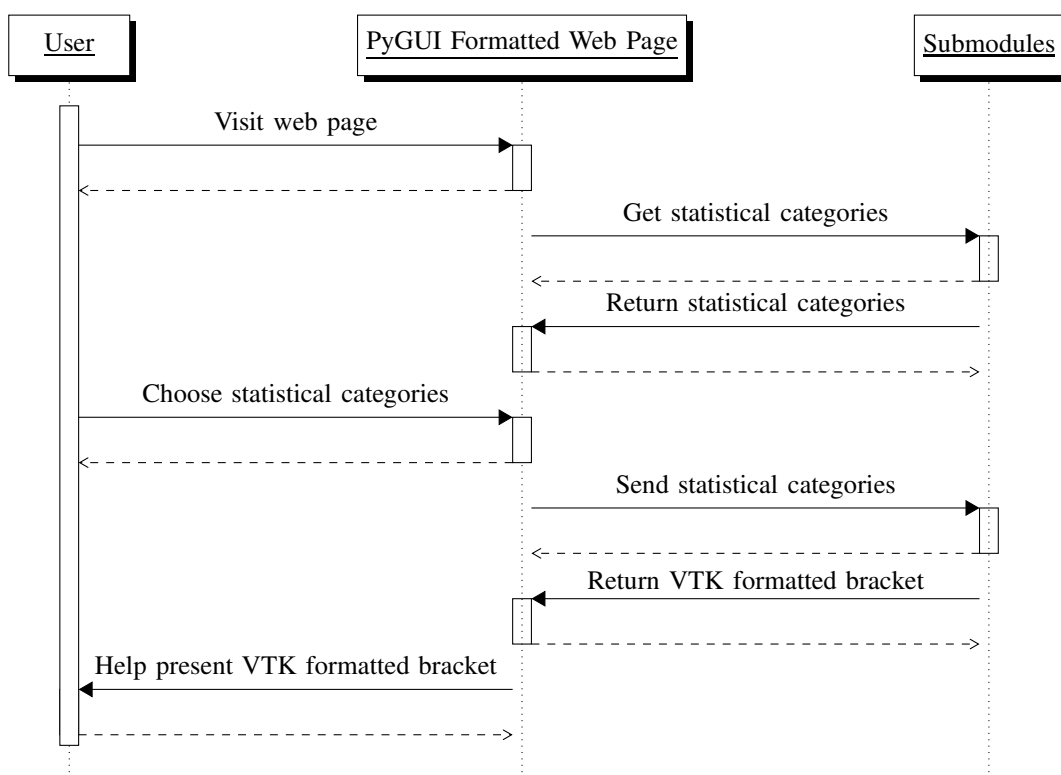 User
PyGUI Formatted Web Page
Submodules
Visit web page
Get statistical categories
Return statistical categories
Choose statistical categories
Send statistical categories
Return VTK formatted bracket
Help present VTK formatted bracket